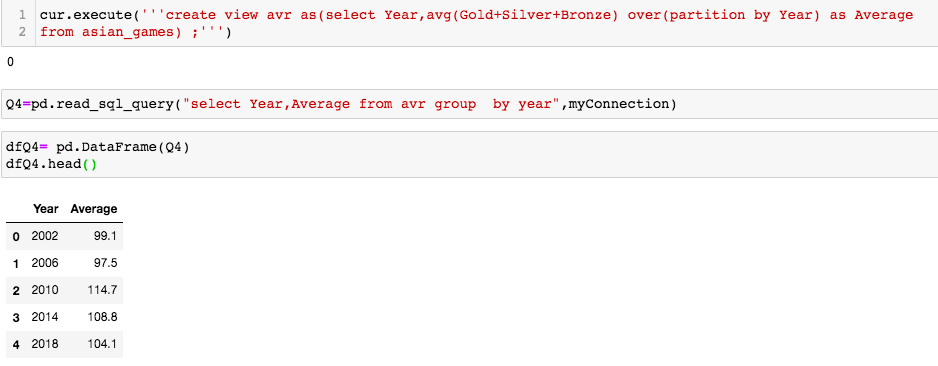 1 cur.execute('''create view avr as(select Year,avg(Gold+Silver+Bronze) over(partition by Year) as Average
2 from asian_games) ;''')
0
Q4=pd.read_sql_query("select Year,Average from avr group  by year",myConnection)
dfQ4= pd.DataFrame(Q4)
dfQ4.head()
Year Average
0 2002 99.1
1 2006 97.5
2 2010 114.7
3 2014 108.8
4 2018 104.1